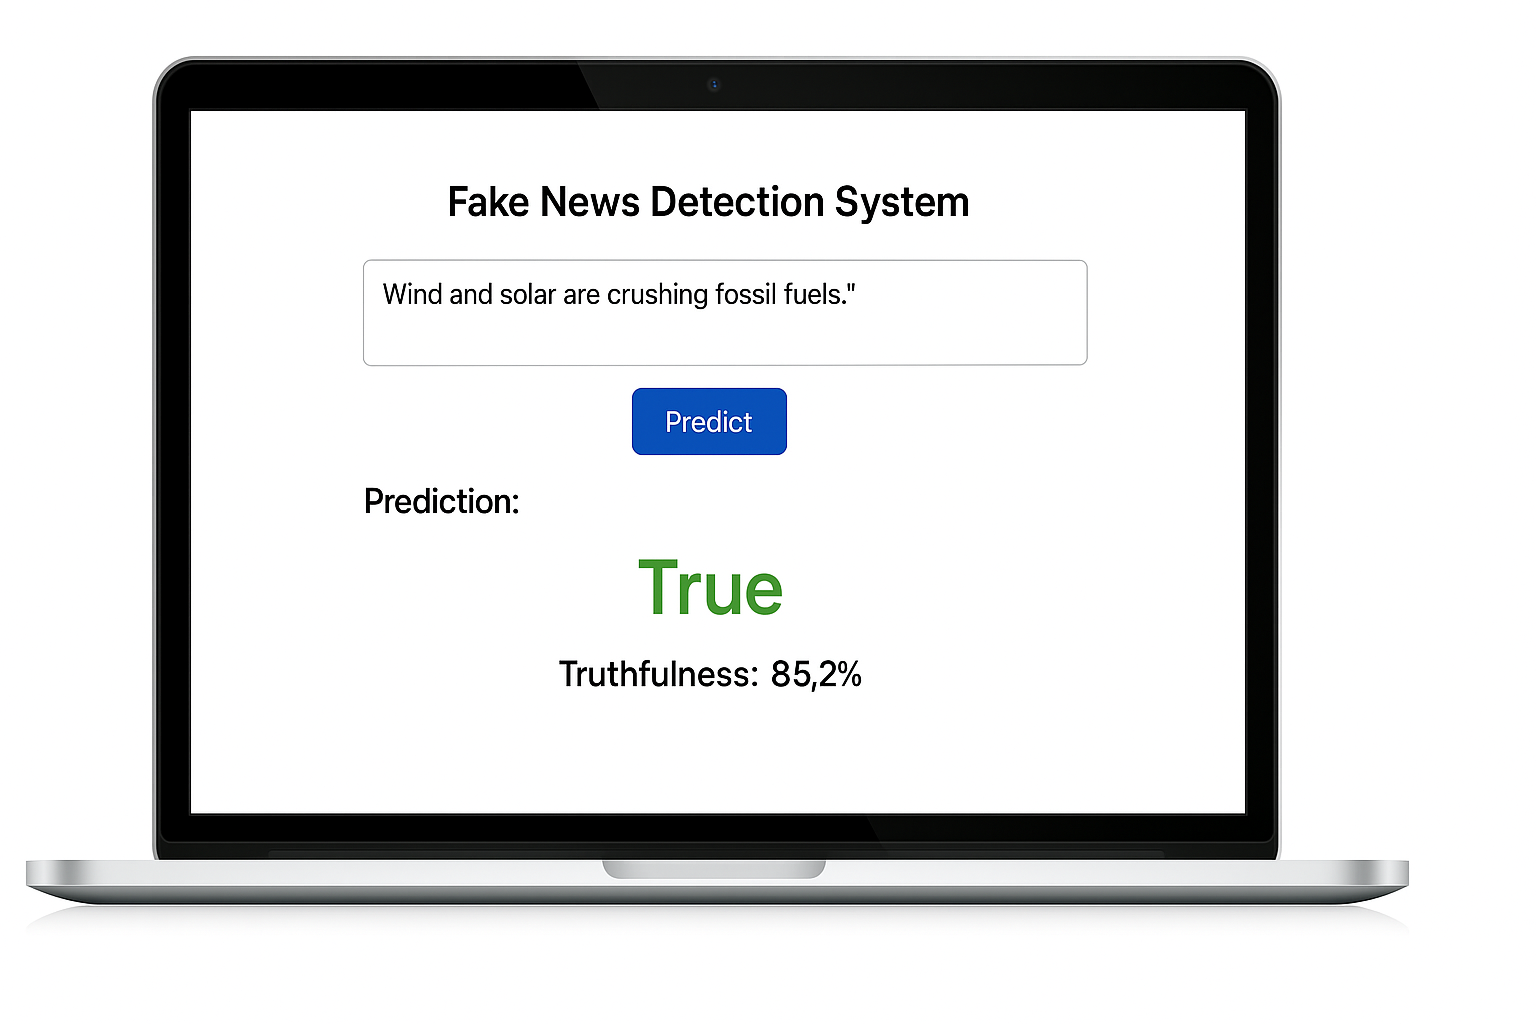 Fake News Detection System
Wind and solar are crushing fossil fuels."
Predict
Prediction:
True
Truthfulness: 85,2%